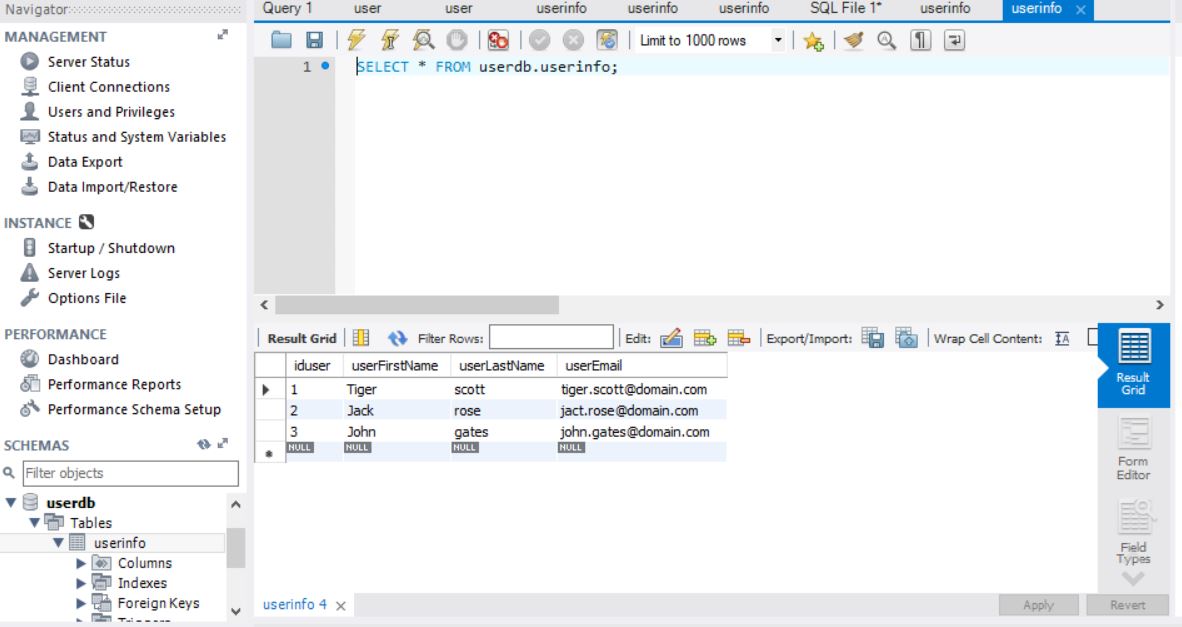 Navigator
Query 1 user user userinfo userinfo userinfo SQL File 1* userinfo userinfo
MANAGEMENT
Server Status
Client Connections
Users and Privileges
Status and System Variables
Data Export
Data Import/Restore
INSTANCE
Startup / Shutdown
Server Logs
Options File
PERFORMANCE
Dashboard
Performance Reports
Performance Schema Setup
SCHEMAS
Filter objects
userdb
Tables
userinfo
Columns
Indexes
Foreign Keys
Triggers
Limit to 1000 rows
1 SELECT * FROM userdb.userinfo;
Result Grid Filter Rows: Edit: Export/Import: Wrap Cell Content:
iduser userFirstName userLastName userEmail
1 Tiger scott tiger.scott@domain.com
2 Jack rose jact.rose@domain.com
3 John gates john.gates@domain.com
NULL NULL NULL NULL
Result
Grid
Form
Editor
Field
Types
userinfo 4
Apply Revert